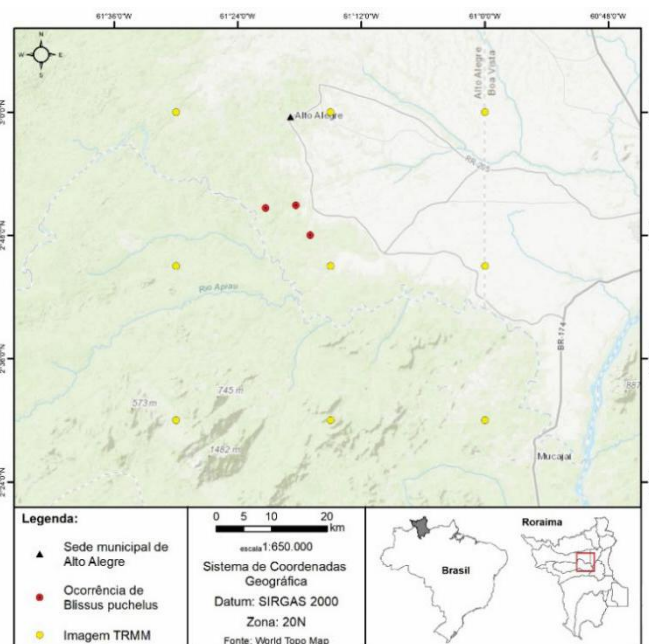 61°36'0"W 61°24'0"W 61°12'0"W 61°0'0"W 60°48'0"W
N
W E
S
Alto Alegre
Boa Vista
3°0'0"N
Alto Alegre
RR-205
2°48'0"N
Rio Apiaú
2°36'0"N
BR-174
745 m
573 m
1482 m
Mucajaí
2°24'0"N
Legenda:
Sede municipal de
Alto Alegre
Ocorrência de
Blissus puchelus
Imagem TRMM
0 5 10 20
km
escala 1:650.000
Sistema de Coordenadas
Geográfica
Datum: SIRGAS 2000
Zona: 20N
Fonte: World Topo Map
Brasil
Roraima